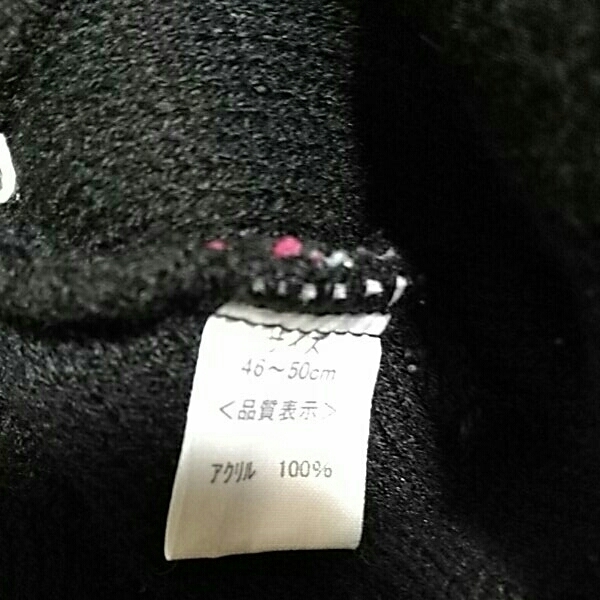 サイズ
46～50cm
＜品質表示＞
アクリル 100%